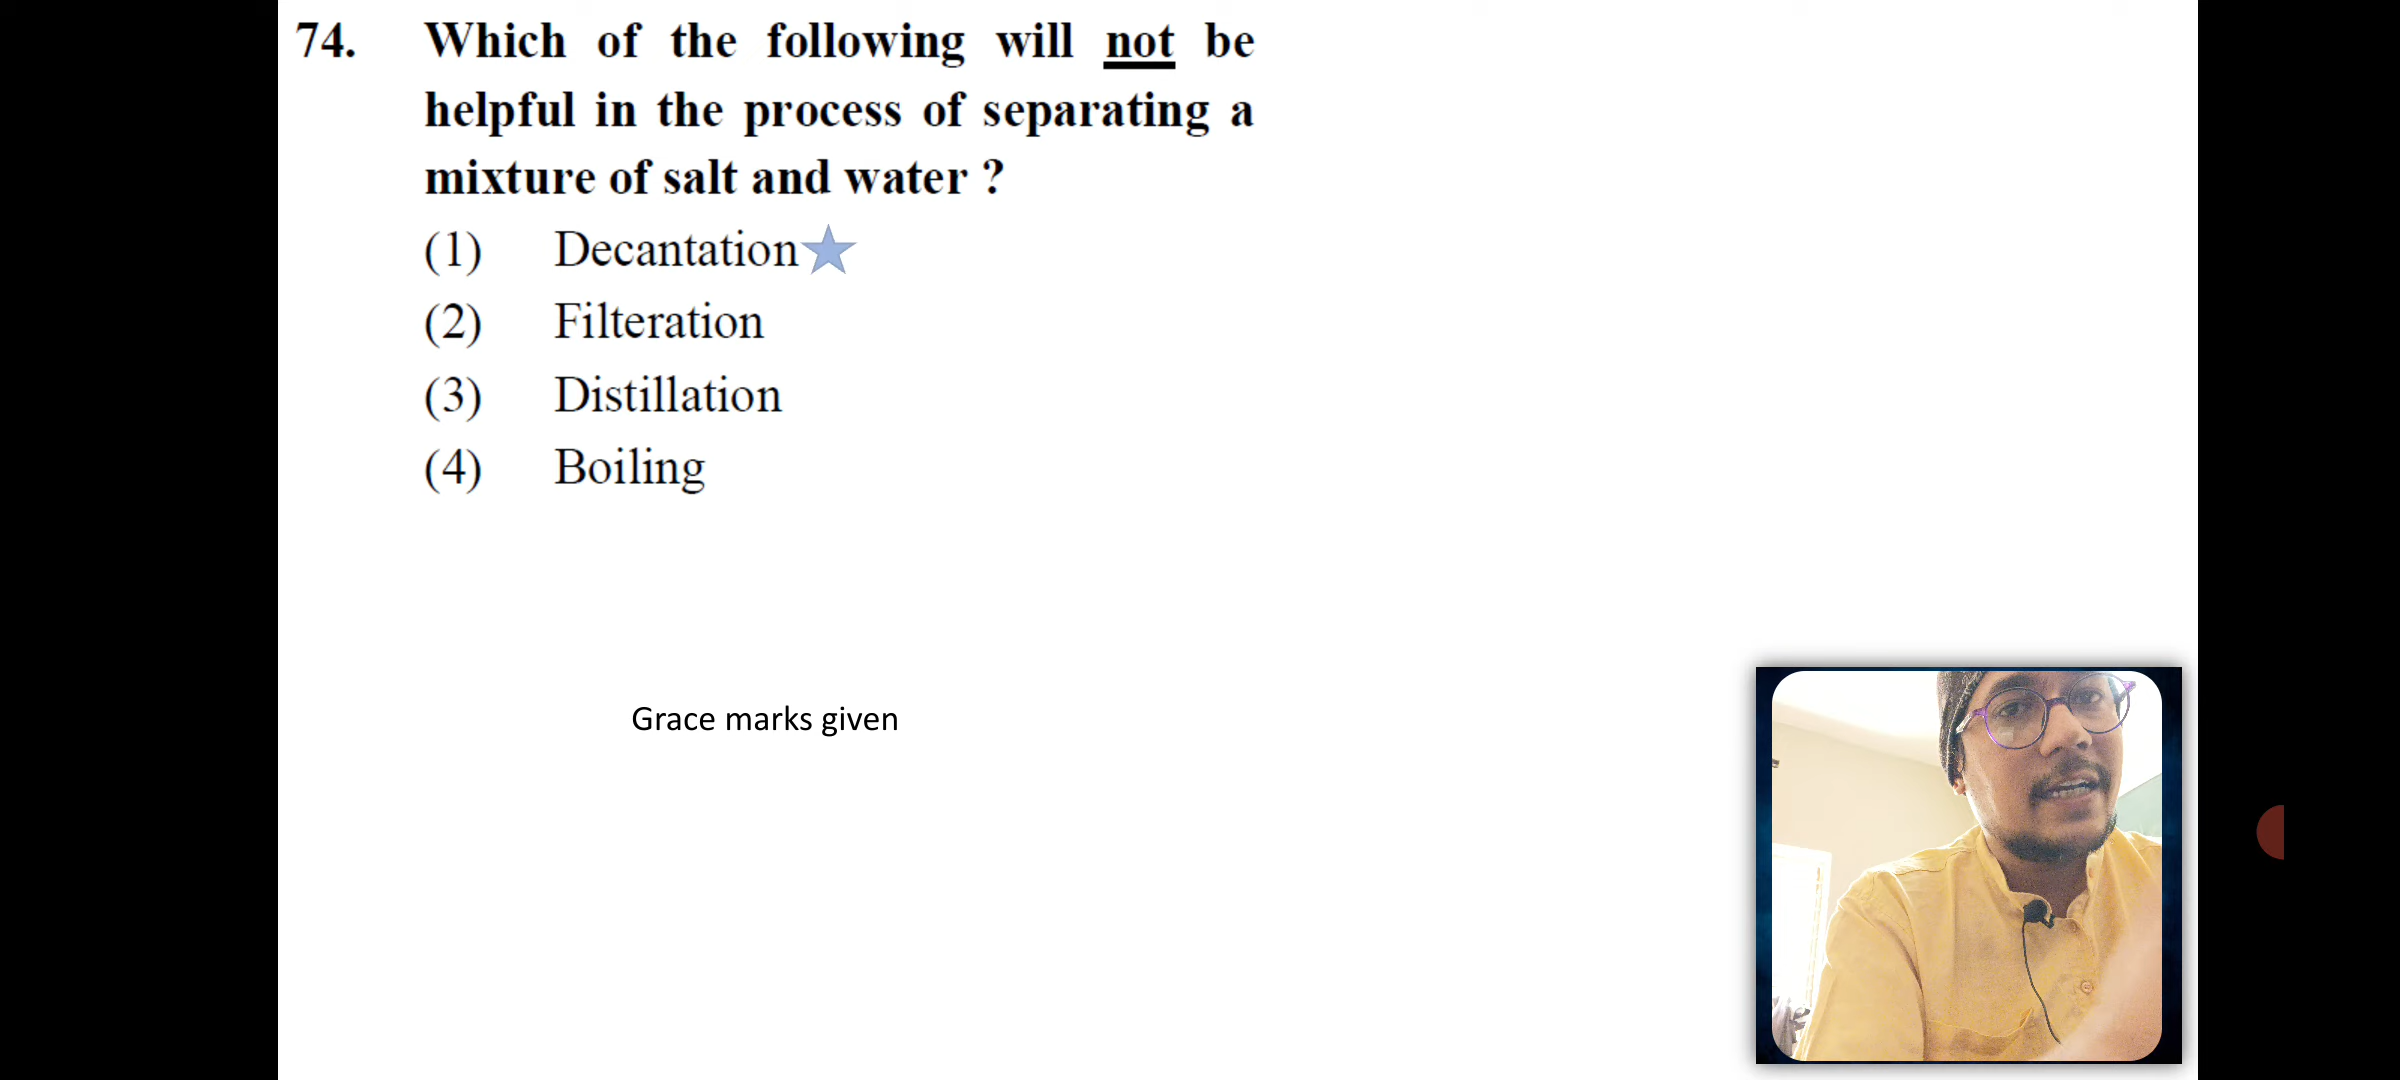 74. Which of the following will not be
helpful in the process of separating a
mixture of salt and water ?
(1) Decantation
(2) Filteration
(3) Distillation
(4) Boiling
Grace marks given